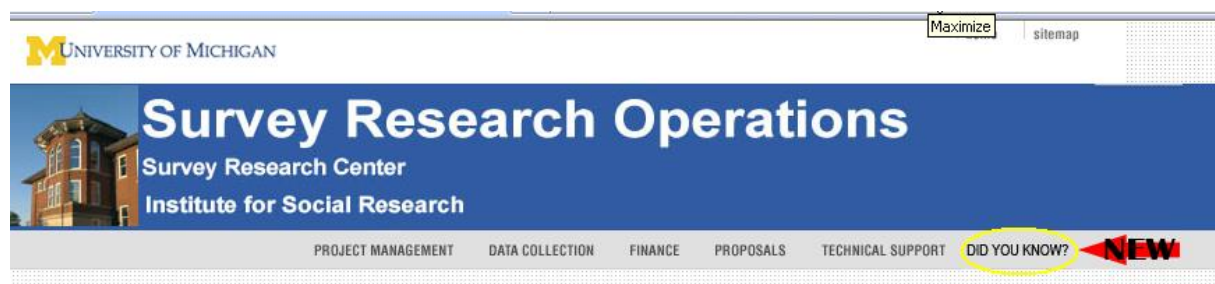 Maximize
sitemap
UNIVERSITY OF MICHIGAN
Survey Research Operations
Survey Research Center
Institute for Social Research
PROJECT MANAGEMENT DATA COLLECTION FINANCE PROPOSALS TECHNICAL SUPPORT DID YOU KNOW? NEW